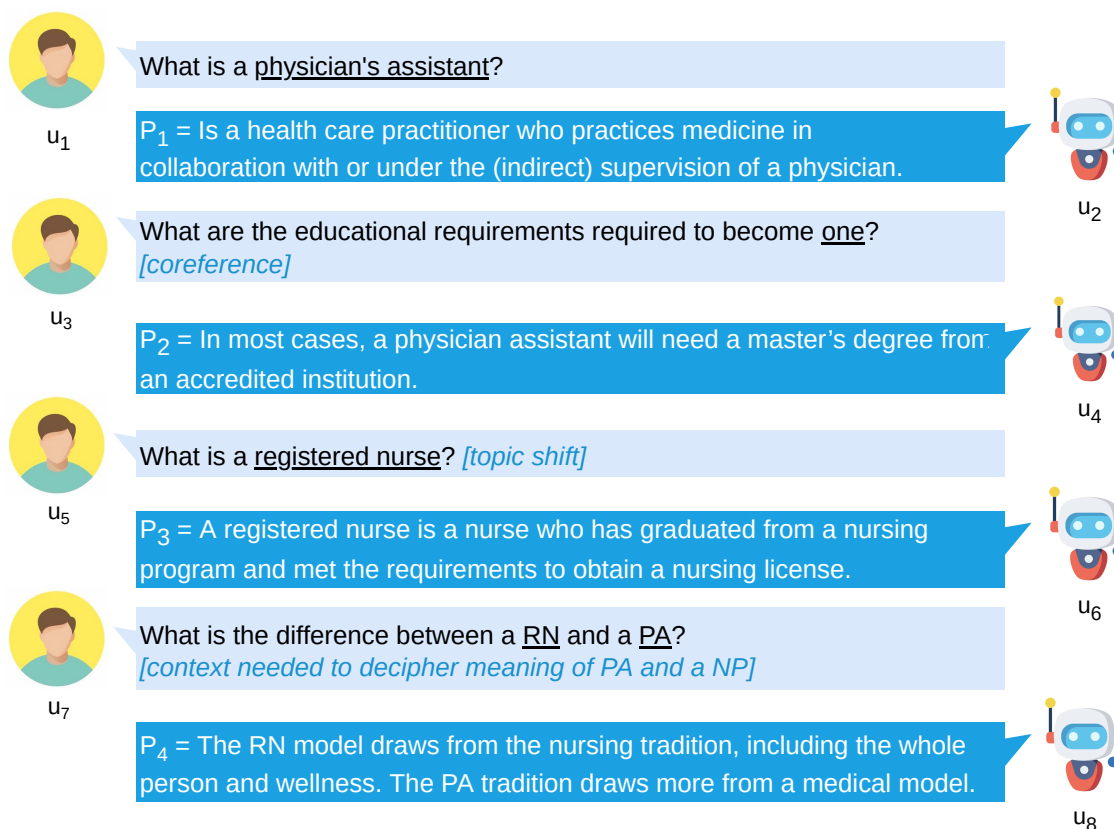 What is a physician's assistant?
u1
P1 = Is a health care practitioner who practices medicine in
collaboration with or under the (indirect) supervision of a physician.
u2
What are the educational requirements required to become one?
[coreference]
u3
P2 = In most cases, a physician assistant will need a master’s degree from
an accredited institution.
u4
What is a registered nurse? [topic shift]
u5
P3 = A registered nurse is a nurse who has graduated from a nursing
program and met the requirements to obtain a nursing license.
u6
What is the difference between a RN and a PA?
[context needed to decipher meaning of PA and a NP]
u7
P4 = The RN model draws from the nursing tradition, including the whole
person and wellness. The PA tradition draws more from a medical model.
u8